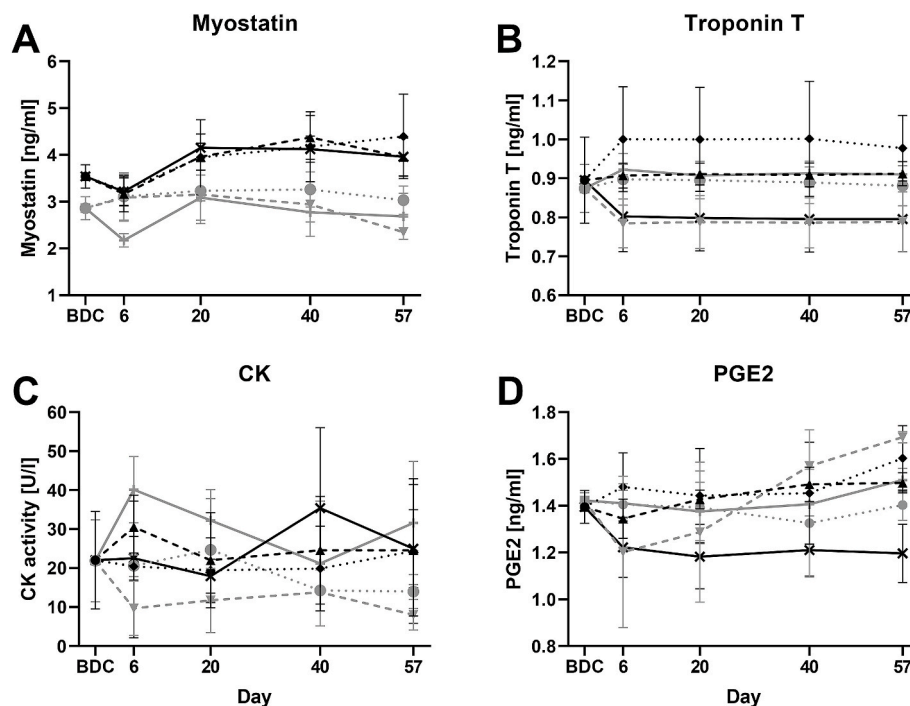 A
Myostatin
Myostatin [ng/ml]
6
5
4
3
2
1
BDC 6 20 40 57
B
Troponin T
Troponin T [ng/ml]
1.2
1.1
1.0
0.9
0.8
0.7
0.6
BDC 6 20 40 57
C
CK
CK activity [U/l]
60
50
40
30
20
10
0
BDC 6 20 40 57
Day
D
PGE2
PGE2 [ng/ml]
1.8
1.6
1.4
1.2
1.0
0.8
BDC 6 20 40 57
Day